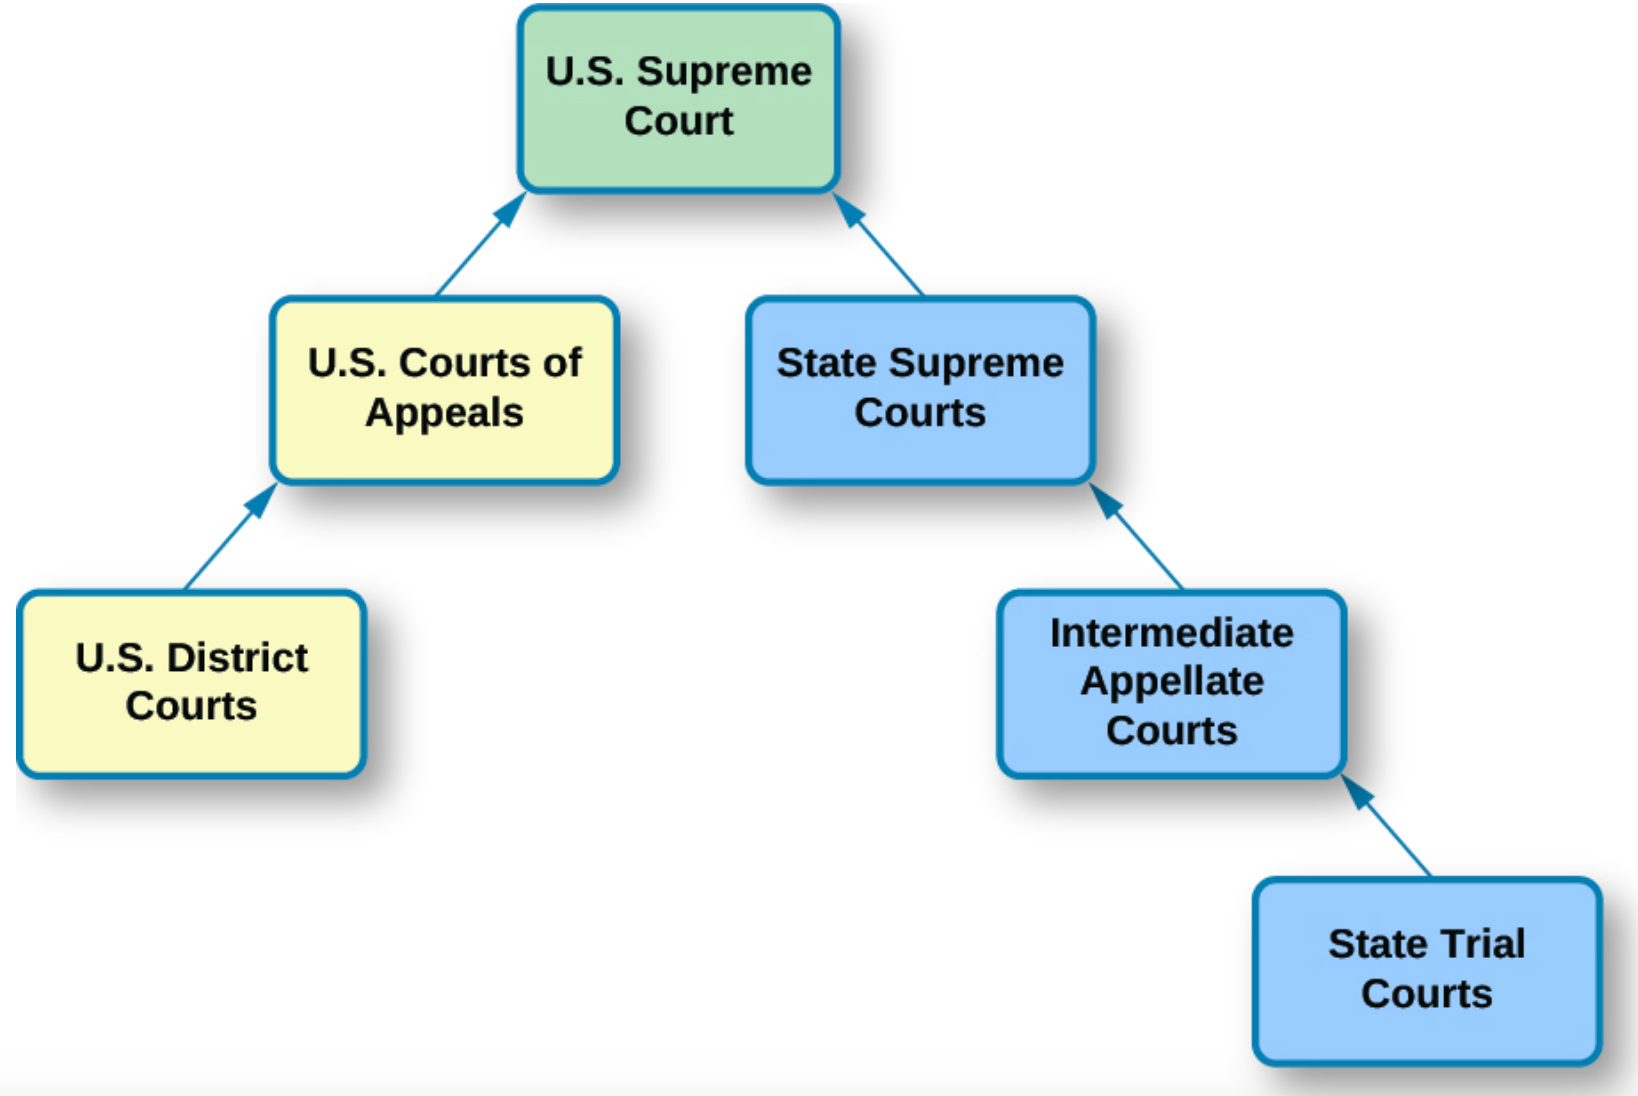 U.S. Supreme
Court
U.S. Courts of
Appeals
State Supreme
Courts
U.S. District
Courts
Intermediate
Appellate
Courts
State Trial
Courts